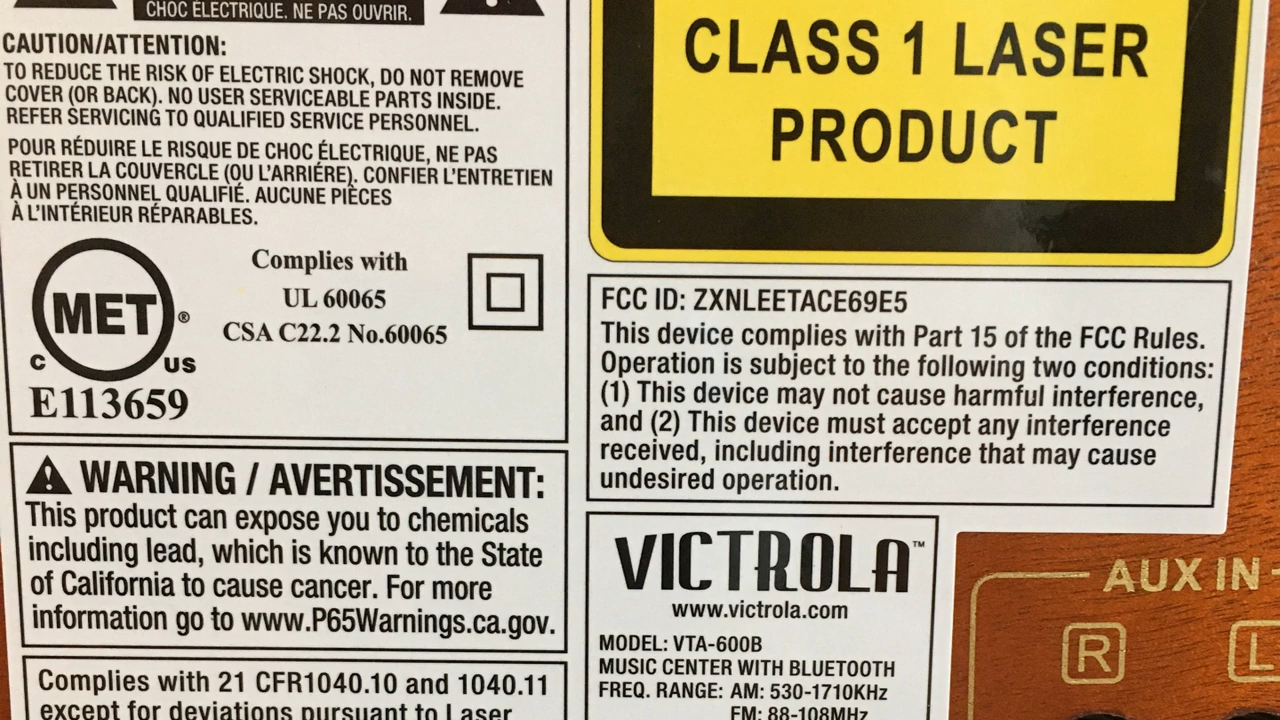 CHOC ÉLECTRIQUE. NE PAS OUVRIR.
CAUTION/ATTENTION:
TO REDUCE THE RISK OF ELECTRIC SHOCK, DO NOT REMOVE
COVER (OR BACK). NO USER SERVICEABLE PARTS INSIDE.
REFER SERVICING TO QUALIFIED SERVICE PERSONNEL.
POUR RÉDUIRE LE RISQUE DE CHOC ÉLECTRIQUE, NE PAS
RETIRER LA COUVERCLE (OU L'ARRIÉRE). CONFIER L'ENTRETIEN
À UN PERSONNEL QUALIFIÉ. AUCUNE PIÈCES
À L'INTÉRIEUR RÉPARABLES.
MET®
C US
E113659
Complies with
UL 60065
CSA C22.2 No.60065
WARNING / AVERTISSEMENT:
This product can expose you to chemicals
including lead, which is known to the State
of California to cause cancer. For more
information go to www.P65Warnings.ca.gov.
Complies with 21 CFR1040.10 and 1040.11
except for deviations pursuant to Laser
CLASS 1 LASER
PRODUCT
FCC ID: ZXNLEETACE69E5
This device complies with Part 15 of the FCC Rules.
Operation is subject to the following two conditions:
(1) This device may not cause harmful interference,
and (2) This device must accept any interference
received, including interference that may cause
undesired operation.
VICTROLA™
www.victrola.com
MODEL: VTA-600B
MUSIC CENTER WITH BLUETOOTH
FREQ. RANGE: AM: 530-1710KHz
FM: 88-108MHz
AUX IN
R
L